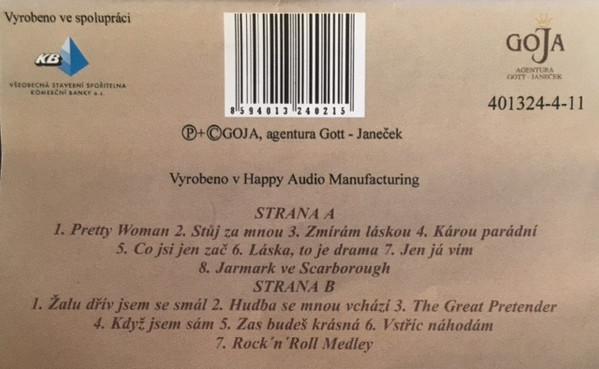 Vyrobeno ve spolupráci
KB
VŠEOBECNÁ STAVEBNÍ SPOŘITELNA
KOMERČNÍ BANKY a.s.
8 594013 240215
GOJA
AGENTURA
GOTT - JANEČEK
401324-4-11
Ⓟ+©GOJA, agentura Gott - Janeček
Vyrobeno v Happy Audio Manufacturing
STRANA A
1. Pretty Woman 2. Stůj za mnou 3. Zmírám láskou 4. Károu parádní
5. Co jsi jen zač 6. Láska, to je drama 7. Jen já vím
8. Jarmark ve Scarborough
STRANA B
1. Žalu dřív jsem se smál 2. Hudba se mnou vchází 3. The Great Pretender
4. Když jsem sám 5. Zas budeš krásná 6. Vstříc náhodám
7. Rock´n´Roll Medley